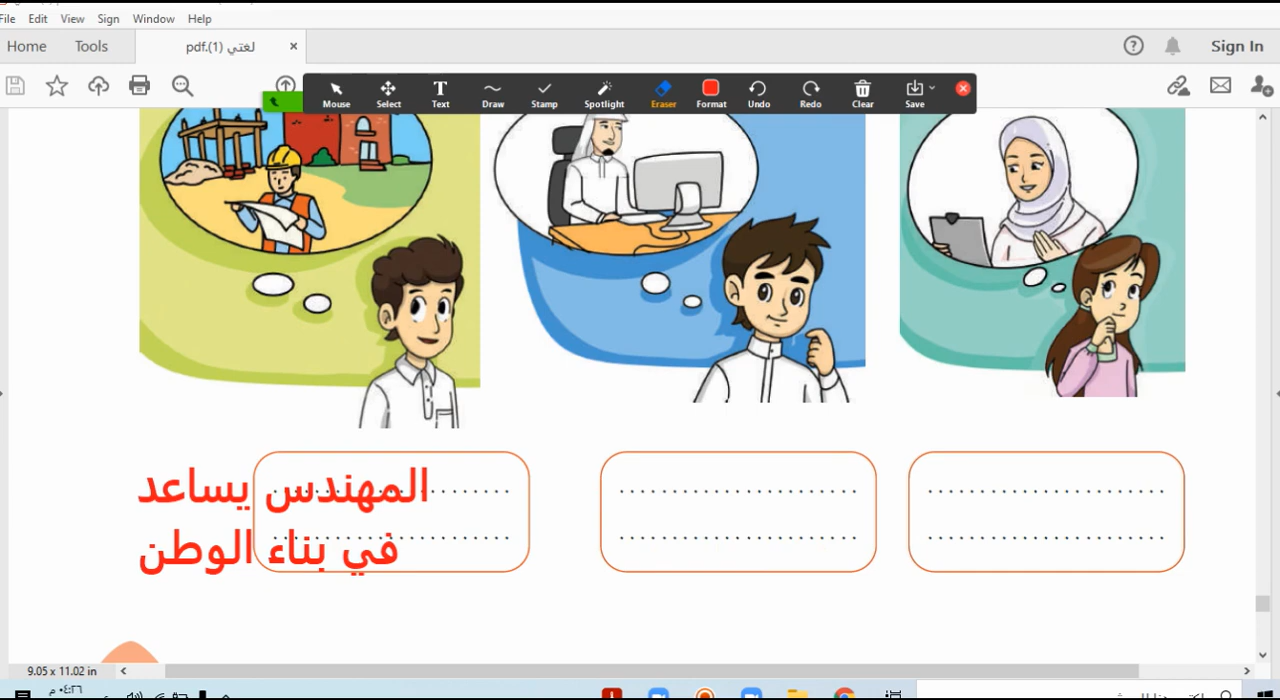 File Edit View Sign Window Help
Home Tools لغتي (1).pdf × Sign In
Mouse Select Text Draw Stamp Spotlight Eraser Format Undo Redo Clear Save
المهندس يساعد
في بناء الوطن
9.05 x 11.02 in